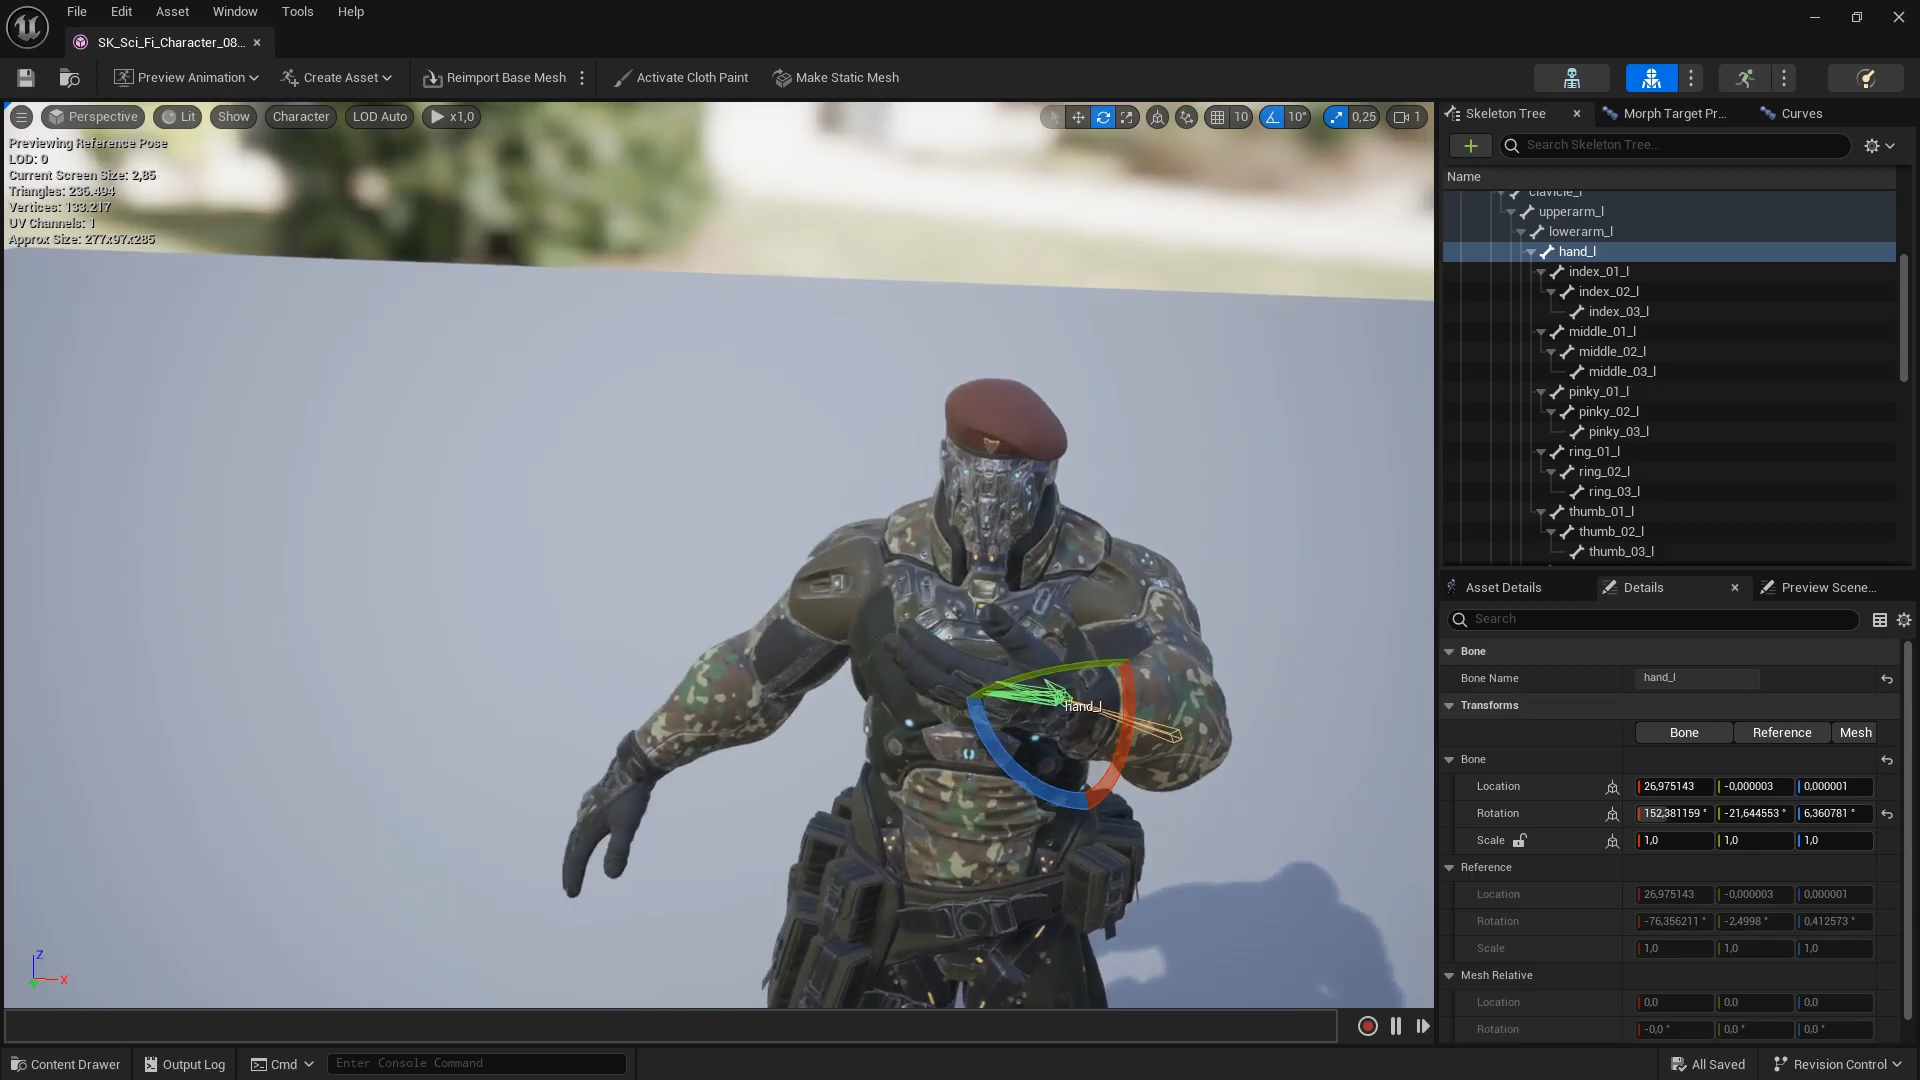 File Edit Asset Window Tools Help
SK_Sci_Fi_Character_08...
Preview Animation Create Asset Reimport Base Mesh Activate Cloth Paint Make Static Mesh
Perspective Lit Show Character LOD Auto x1,0 10 10° 0,25 1
Previewing Reference Pose
LOD: 0
Current Screen Size: 2,85
Triangles: 236.494
Vertices: 133.217
UV Channels: 1
Approx Size: 277x97x285
hand_l
Z
X
Y
Skeleton Tree Morph Target Pr... Curves
Search Skeleton Tree...
Name
clavicle_l
upperarm_l
lowerarm_l
hand_l
index_01_l
index_02_l
index_03_l
middle_01_l
middle_02_l
middle_03_l
pinky_01_l
pinky_02_l
pinky_03_l
ring_01_l
ring_02_l
ring_03_l
thumb_01_l
thumb_02_l
thumb_03_l
Asset Details Details Preview Scene...
Search
Bone
Bone Name hand_l
Transforms
Bone Reference Mesh
Bone
Location 26,975143 -0,000003 0,000001
Rotation 152,381159 ° -21,644553 ° 6,360781 °
Scale 1,0 1,0 1,0
Reference
Location 26,975143 -0,000003 0,000001
Rotation -76,356211 ° -2,4998 ° 0,412573 °
Scale 1,0 1,0 1,0
Mesh Relative
Location 0,0 0,0 0,0
Rotation -0,0 ° 0,0 ° 0,0 °
Content Drawer Output Log Cmd Enter Console Command All Saved Revision Control